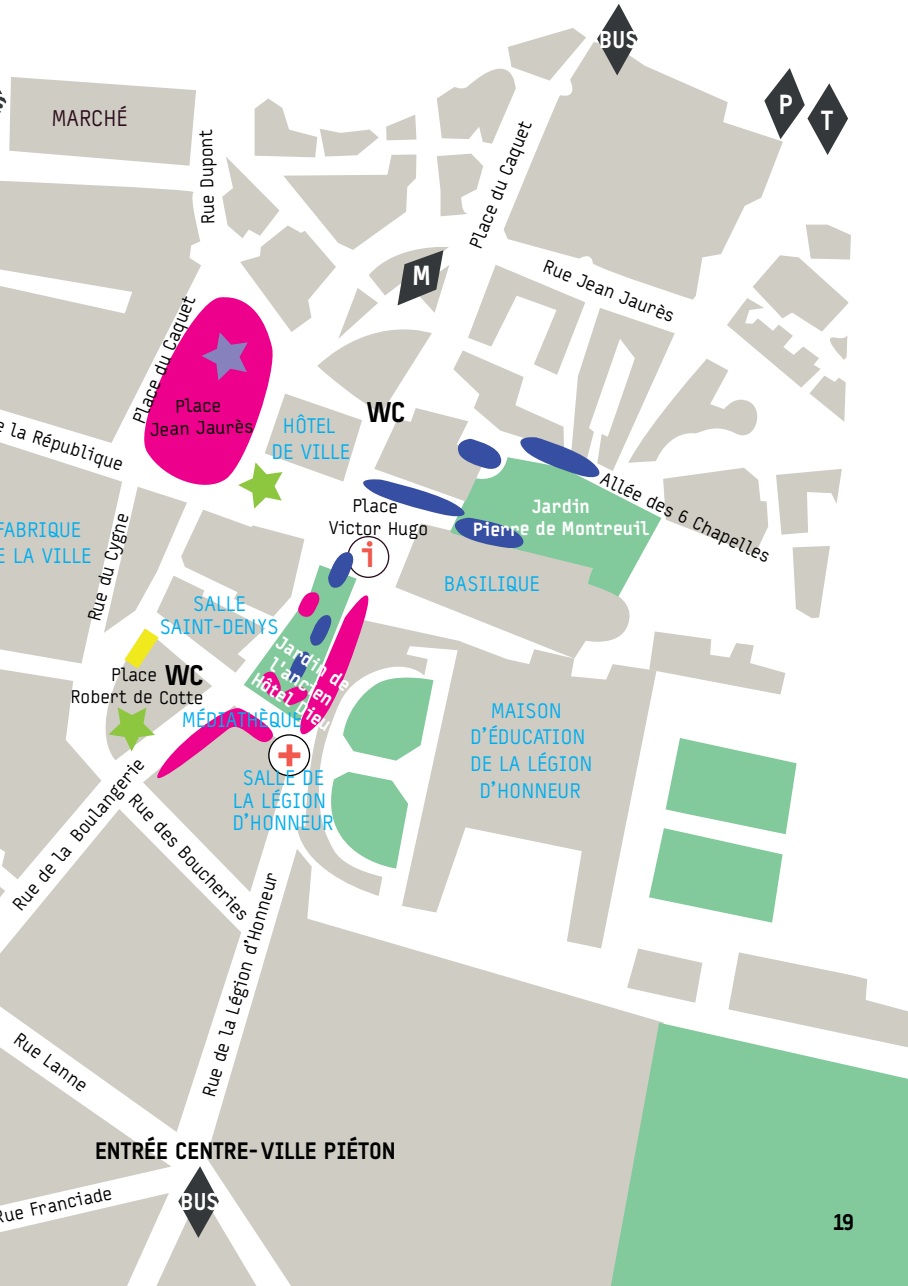 BUS
P
T
MARCHÉ
Rue Dupont
Place du Caquet
M
Rue Jean Jaurès
Place du Caquet
Place
Jean Jaurès
WC
HÔTEL
DE VILLE
la République
Allée des 6 Chapelles
Place
Victor Hugo
Jardin
Pierre de Montreuil
FABRIQUE
LA VILLE
Rue du Cygne
i
BASILIQUE
SALLE
SAINT-DENYS
Jardin de
l'ancien
Hôtel Dieu
Place
Robert de Cotte
WC
MÉDIATHÈQUE
MAISON
D'ÉDUCATION
DE LA LÉGION
D'HONNEUR
SALLE DE
LA LÉGION
D'HONNEUR
Rue de la Boulangerie
Rue des Boucheries
Rue de la Légion d'Honneur
Rue Lanne
ENTRÉE CENTRE-VILLE PIÉTON
BUS
Rue Franciade
19